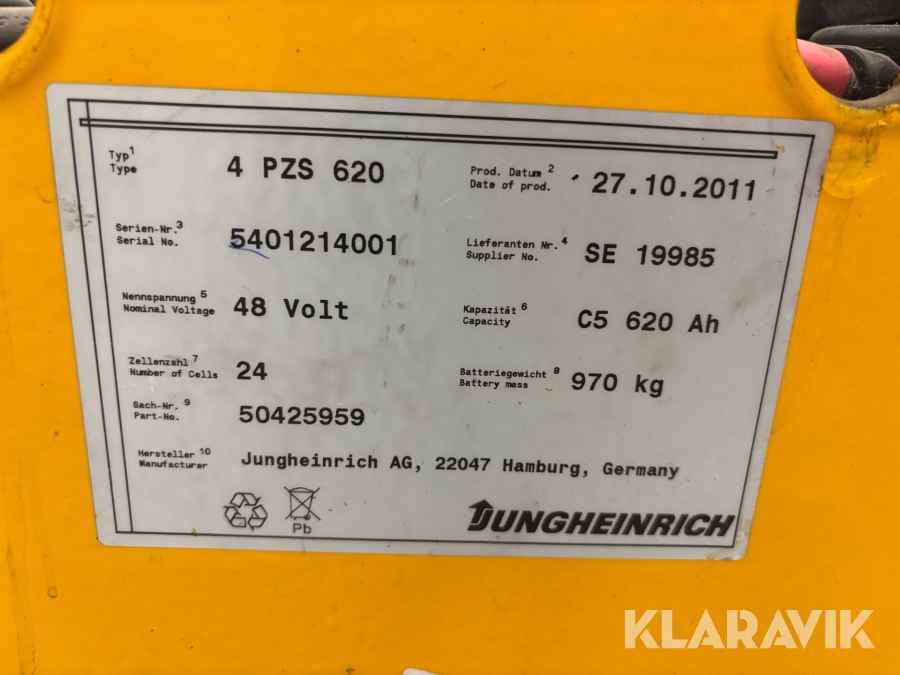 Typ¹ 4 PZS 620 Prod. Datum ² 27.10.2011
Type Date of prod.
Serien-Nr.³ 5401214001 Lieferanten Nr. ⁴ SE 19985
Serial No. Supplier No.
Nennspannung ⁵ 48 Volt Kapazität ⁶ C5 620 Ah
Nominal Voltage Capacity
Zellenzahl ⁷ 24 Batteriegewicht ⁸ 970 kg
Number of Cells Battery mass
Sach-Nr. ⁹ 50425959
Part-No.
Hersteller ¹⁰ Jungheinrich AG, 22047 Hamburg, Germany
Manufacturer
Pb
JUNGHEINRICH
KLARAVIK